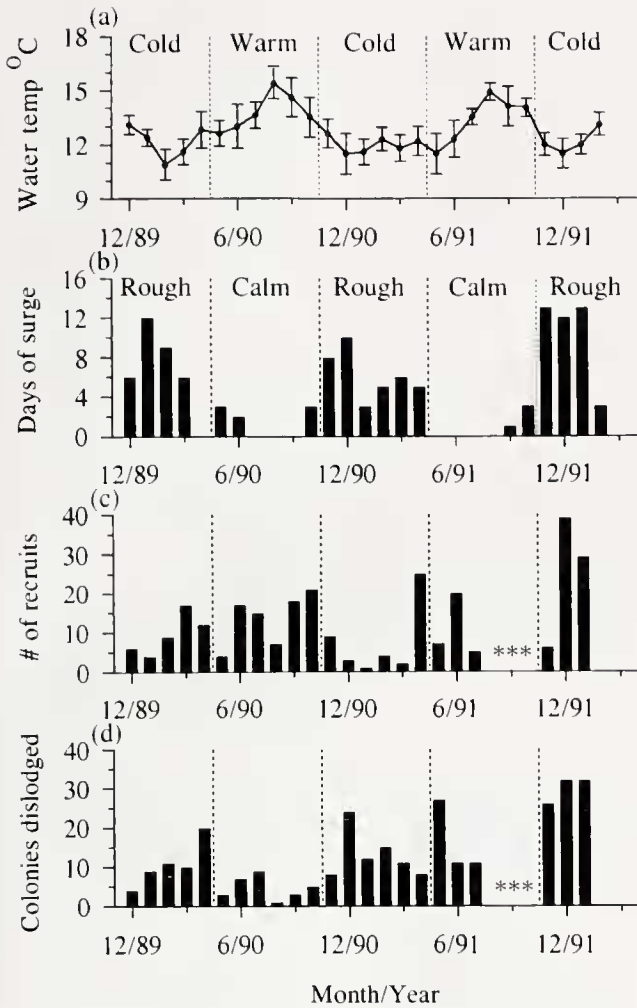 (a)
Water temp °C
18
15
12
9
Cold Warm Cold Warm Cold
12/89 6/90 12/90 6/91 12/91
(b)
Days of surge
16
12
8
4
0
Rough Calm Rough Calm Rough
12/89 6/90 12/90 6/91 12/91
(c)
# of recruits
40
30
20
10
0
***
12/89 6/90 12/90 6/91 12/91
(d)
Colonies dislodged
40
30
20
10
0
***
12/89 6/90 12/90 6/91 12/91
Month/Year